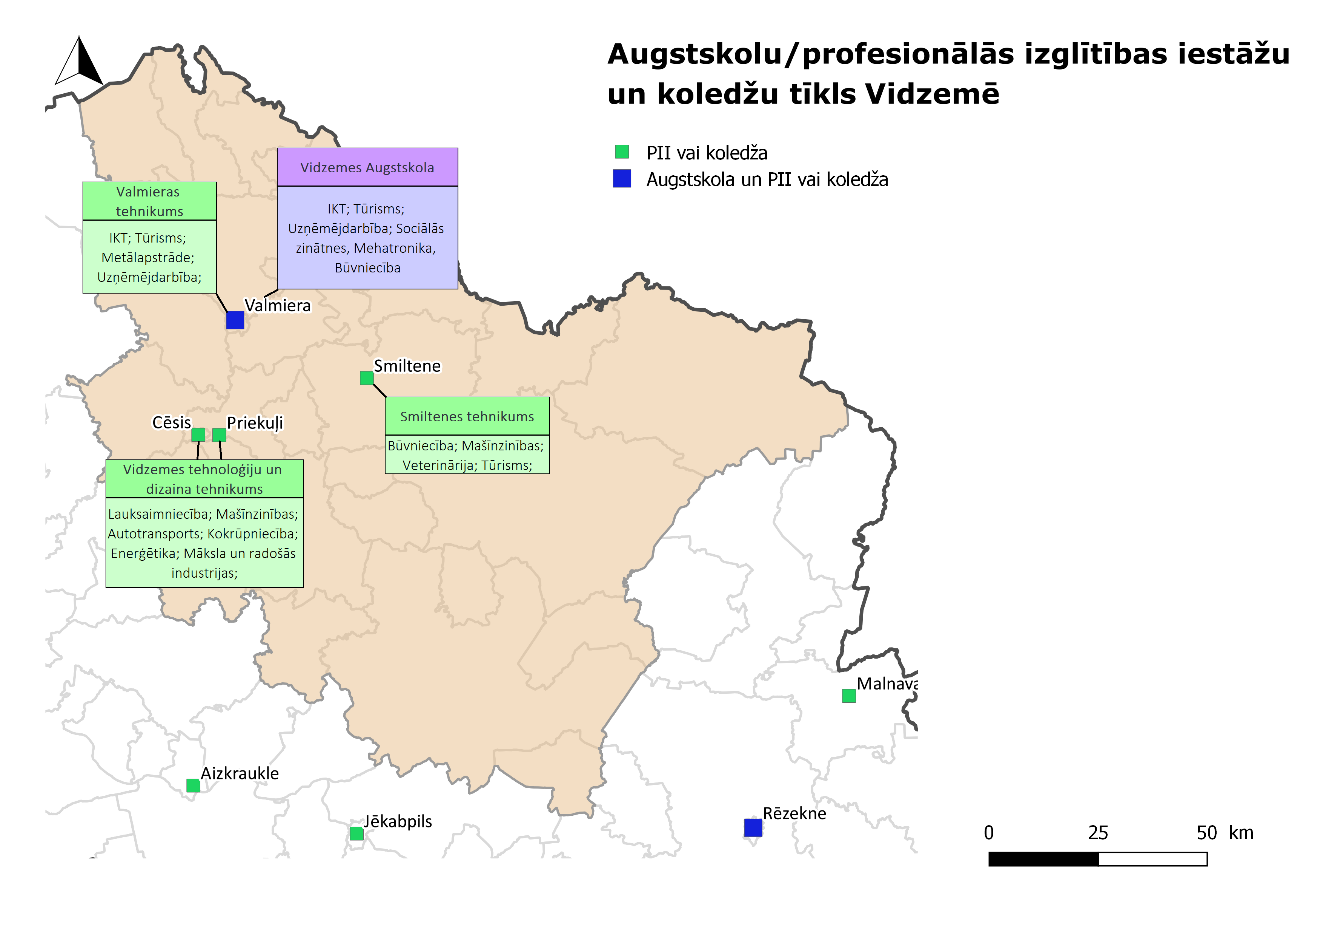 Augstskolu/profesionālās izglītības iestāžu
un koledžu tīkls Vidzemē
PII vai koledža
Augstskola un PII vai koledža
Vidzemes Augstskola
IKT; Tūrisms;
Uzņēmējdarbība; Sociālās
zinātnes, Mehatronika,
Būvniecība
Valmieras
tehnikums
IKT; Tūrisms;
Metālapstrāde;
Uzņēmējdarbība;
Valmiera
Smiltene
Smiltenes tehnikums
Būvniecība; Mašīnzinības;
Veterinārija; Tūrisms;
Cēsis
Priekuļi
Vidzemes tehnoloģiju un
dizaina tehnikums
Lauksaimniecība; Mašīnzinības;
Autotransports; Kokrūpniecība;
Enerģētika; Māksla un radošās
industrijas;
Malnava
Aizkraukle
Jēkabpils
Rēzekne
0 25 50 km